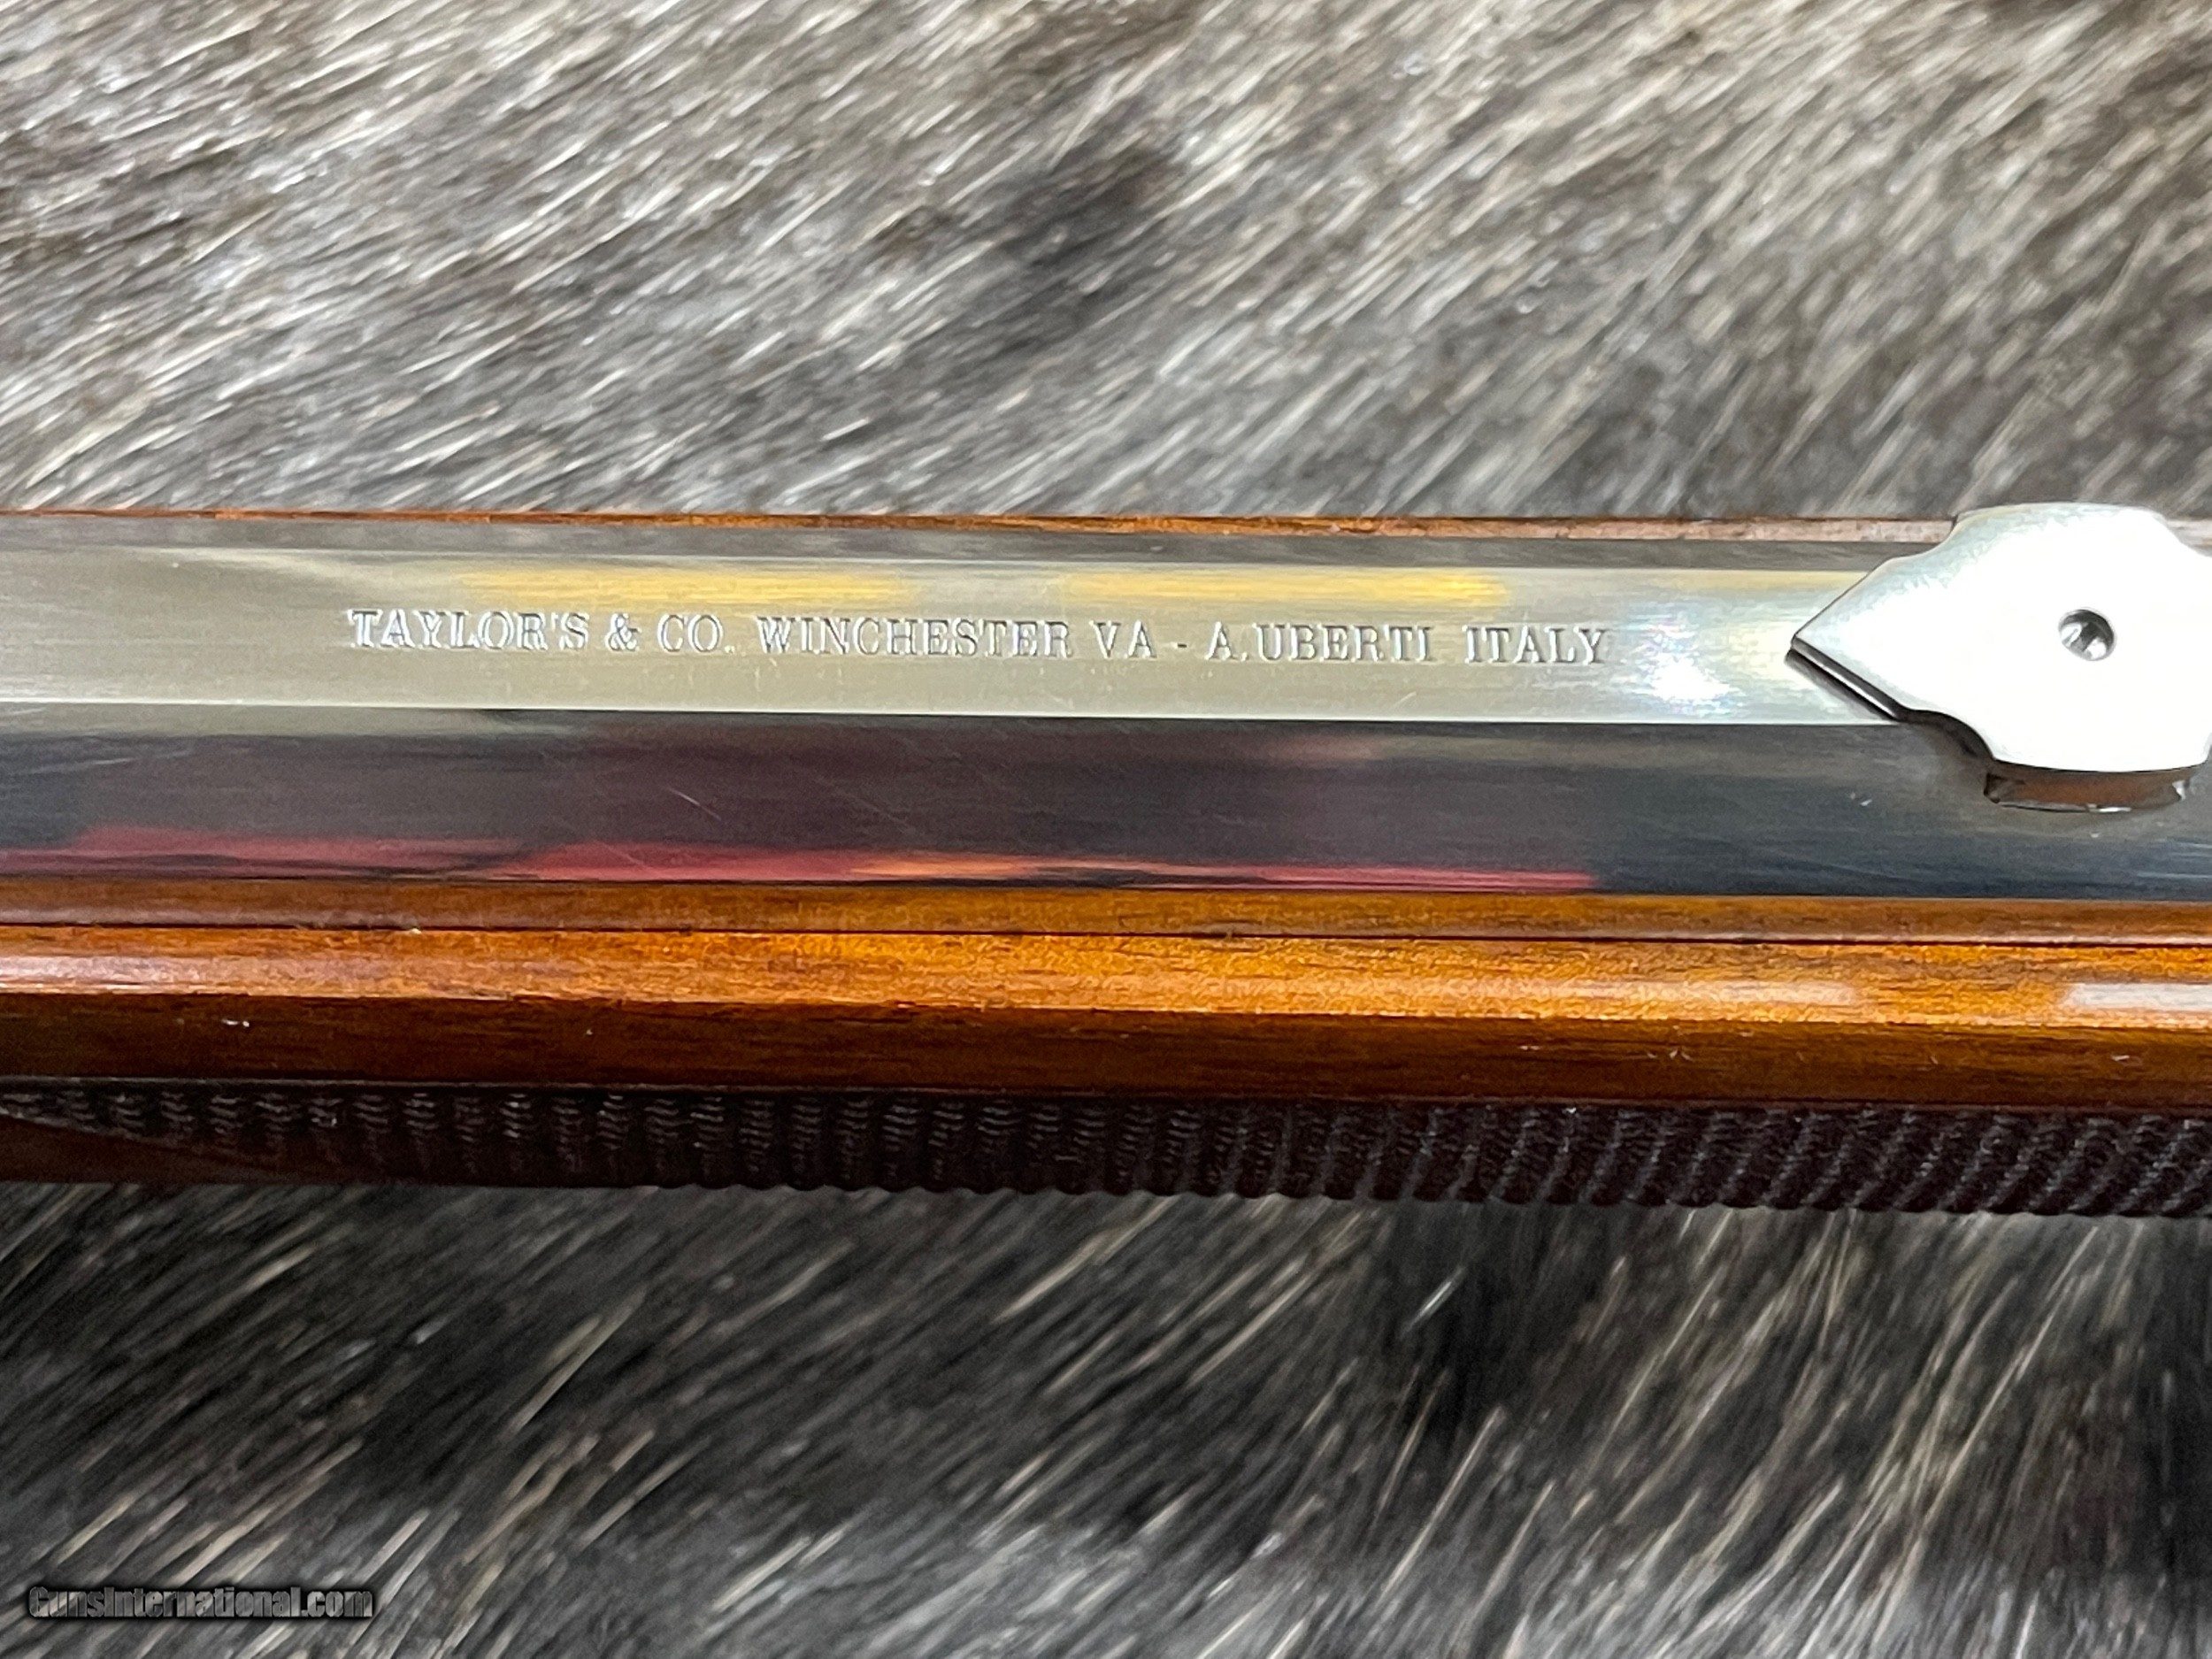 TAYLOR'S & CO. WINCHESTER VA - A.UBERTI ITALY
GunsInternational.com